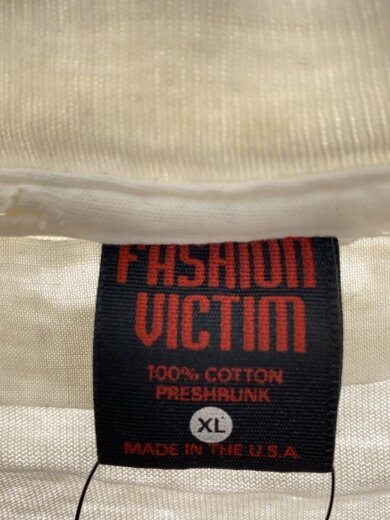 FASHION
VICTIM
100% COTTON
PRESHRUNK
XL
MADE IN THE U.S.A.